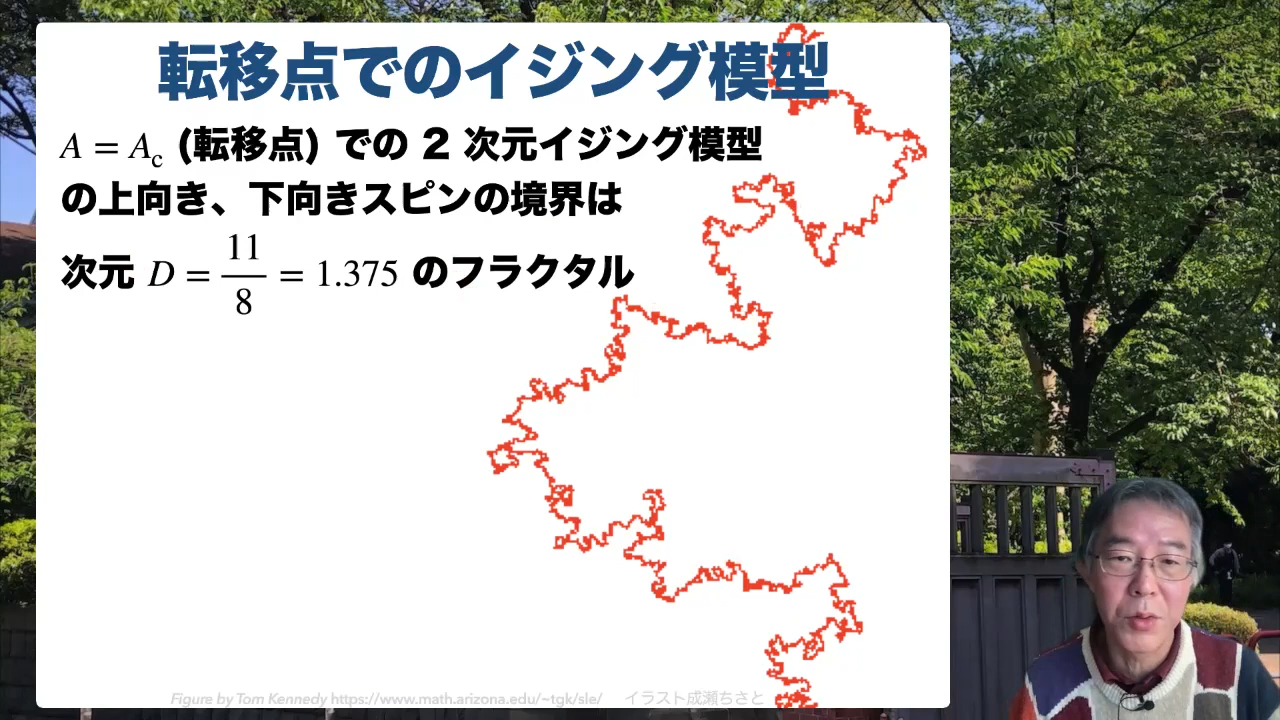 転移点でのイジング模型
A = A_c (転移点) での 2 次元イジング模型
の上向き、下向きスピンの境界は
次元 D = 11/8 = 1.375 のフラクタル
Figure by Tom Kennedy https://www.math.arizona.edu/~tgk/sle/ イラスト成瀬ちさと